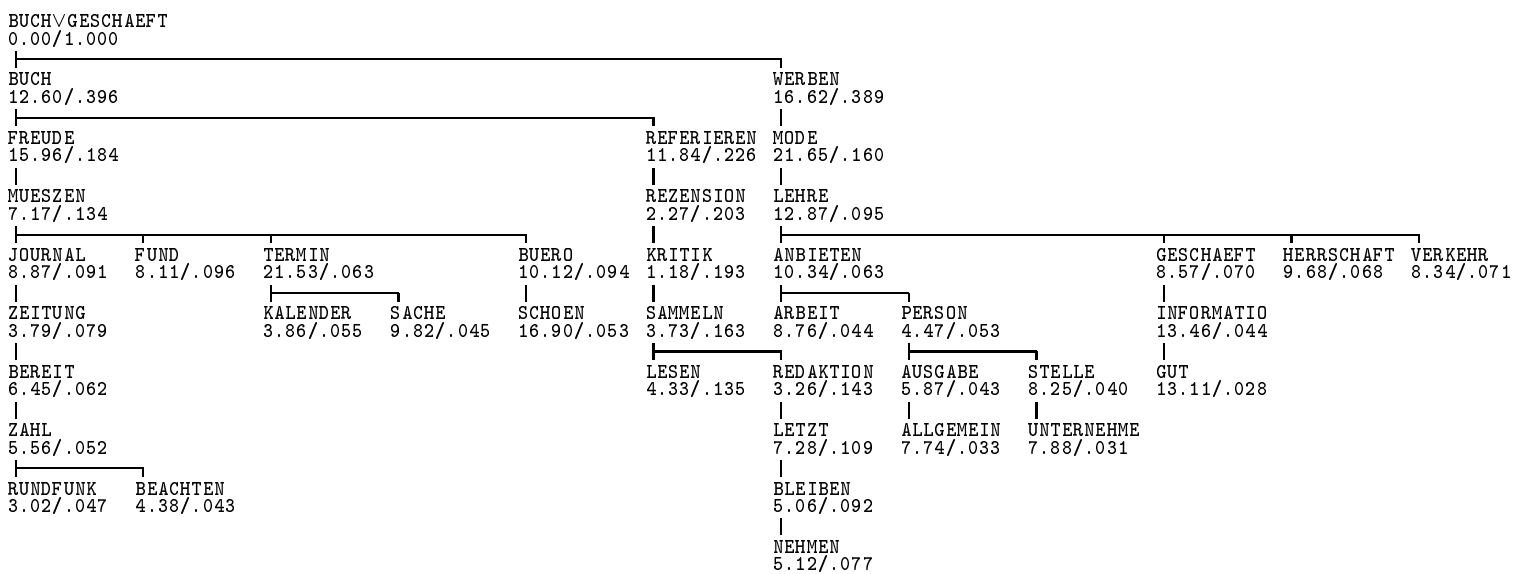 BUCH∨GESCHAEFT
0.00/1.000
BUCH WERBEN
12.60/.396 16.62/.389
FREUDE REFERIEREN MODE
15.96/.184 11.84/.226 21.65/.160
MUESZEN REZENSION LEHRE
7.17/.134 2.27/.203 12.87/.095
JOURNAL FUND TERMIN BUERO KRITIK ANBIETEN GESCHAEFT HERRSCHAFT VERKEHR
8.87/.091 8.11/.096 21.53/.063 10.12/.094 1.18/.193 10.34/.063 8.57/.070 9.68/.068 8.34/.071
ZEITUNG KALENDER SACHE SCHOEN SAMMELN ARBEIT PERSON INFORMATIO
3.79/.079 3.86/.055 9.82/.045 16.90/.053 3.73/.163 8.76/.044 4.47/.053 13.46/.044
BEREIT LESEN REDAKTION AUSGABE STELLE GUT
6.45/.062 4.33/.135 3.26/.143 5.87/.043 8.25/.040 13.11/.028
ZAHL LETZT ALLGEMEIN UNTERNEHME
5.56/.052 7.28/.109 7.74/.033 7.88/.031
RUNDFUNK BEACHTEN BLEIBEN
3.02/.047 4.38/.043 5.06/.092
NEHMEN
5.12/.077